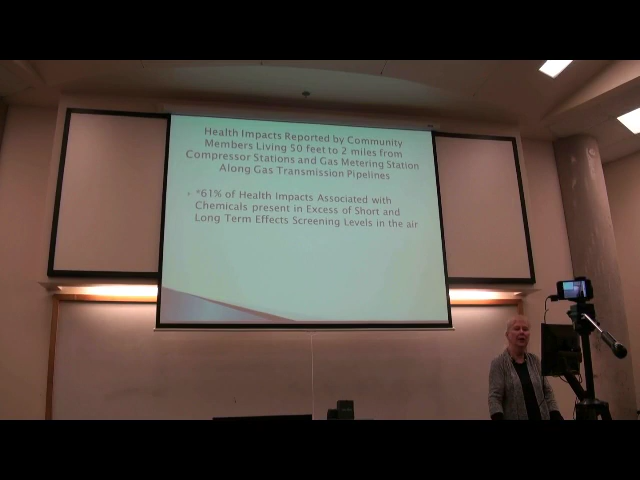 Health Impacts Reported by Community
Members Living 50 feet to 2 miles from
Compressor Stations and Gas Metering Station
Along Gas Transmission Pipelines
*61% of Health Impacts Associated with
Chemicals present in Excess of Short and
Long Term Effects Screening Levels in the air